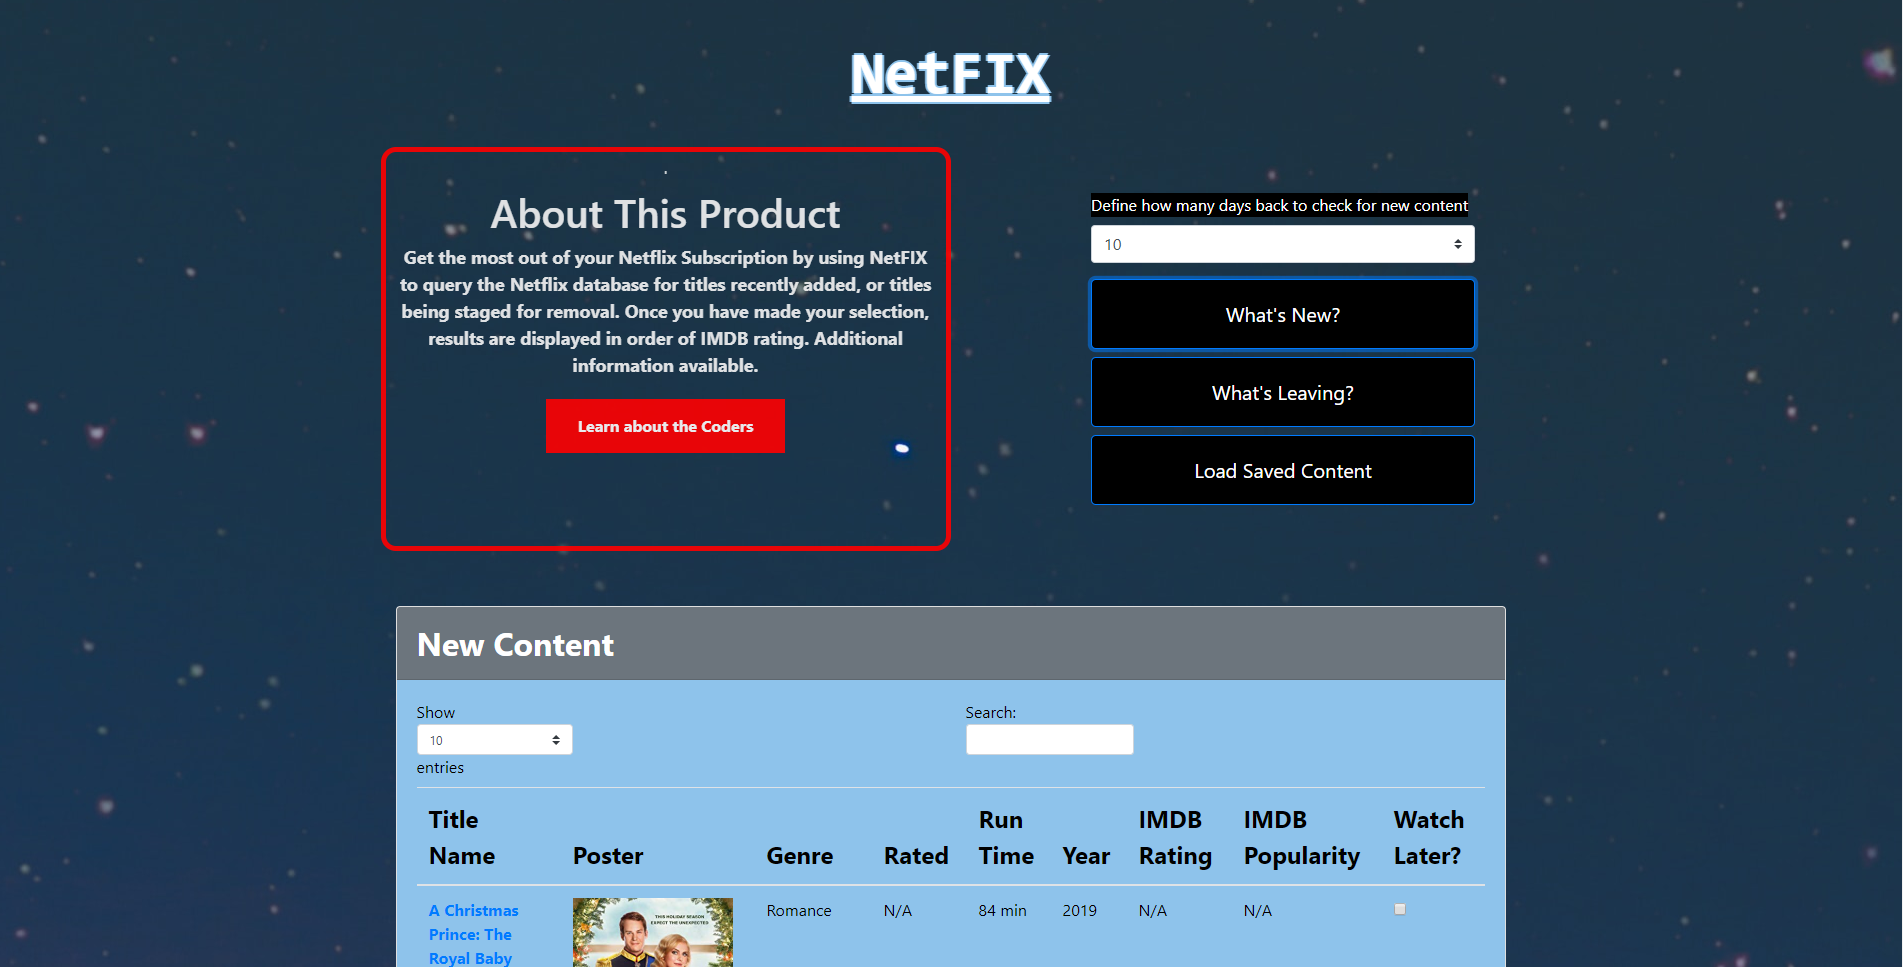 NetFIX
.
About This Product
Get the most out of your Netflix Subscription by using NetFIX
to query the Netflix database for titles recently added, or titles
being staged for removal. Once you have made your selection,
results are displayed in order of IMDB rating. Additional
information available.
Learn about the Coders
Define how many days back to check for new content
10
What's New?
What's Leaving?
Load Saved Content
New Content
Show
10
entries
Search:
Title Name
Poster
Genre
Rated
Run Time
Year
IMDB Rating
IMDB Popularity
Watch Later?
A Christmas
Prince: The
Royal Baby
THIS HOLIDAY SEASON
EXPECT THE UNEXPECTED
Romance
N/A
84 min
2019
N/A
N/A